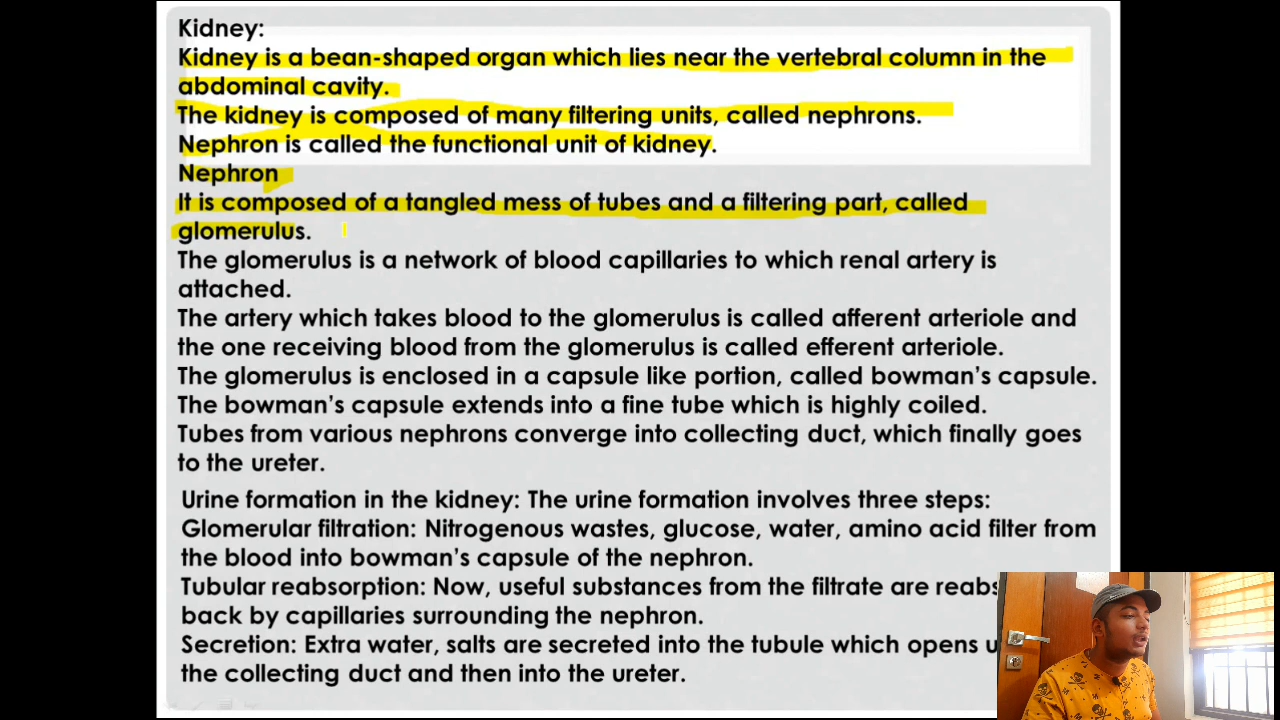 Kidney:
Kidney is a bean-shaped organ which lies near the vertebral column in the
abdominal cavity.
The kidney is composed of many filtering units, called nephrons.
Nephron is called the functional unit of kidney.
Nephron
It is composed of a tangled mess of tubes and a filtering part, called
glomerulus.
The glomerulus is a network of blood capillaries to which renal artery is
attached.
The artery which takes blood to the glomerulus is called afferent arteriole and
the one receiving blood from the glomerulus is called efferent arteriole.
The glomerulus is enclosed in a capsule like portion, called bowman's capsule.
The bowman's capsule extends into a fine tube which is highly coiled.
Tubes from various nephrons converge into collecting duct, which finally goes
to the ureter.
Urine formation in the kidney: The urine formation involves three steps:
Glomerular filtration: Nitrogenous wastes, glucose, water, amino acid filter from
the blood into bowman's capsule of the nephron.
Tubular reabsorption: Now, useful substances from the filtrate are
back by capillaries surrounding the nephron.
Secretion: Extra water, salts are secreted into the tubule which opens
the collecting duct and then into the ureter.